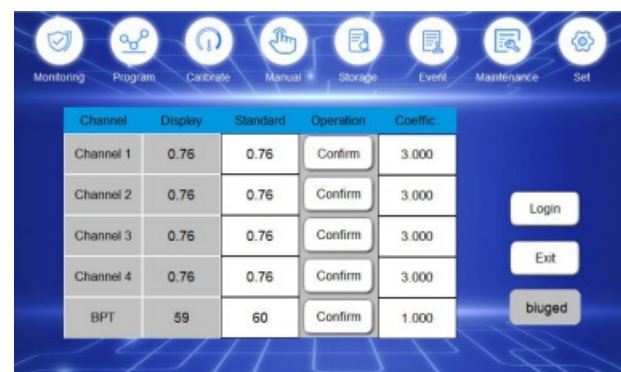 Monitoring Program Calibrate Manual Storage Event Maintenance Set
Channel Display Standard Operation Coeffic.
Channel 1 0.76 0.76 Confirm 3.000
Channel 2 0.76 0.76 Confirm 3.000
Login
Channel 3 0.76 0.76 Confirm 3.000
Exit
Channel 4 0.76 0.76 Confirm 3.000
biuged
BPT 59 60 Confirm 1.000